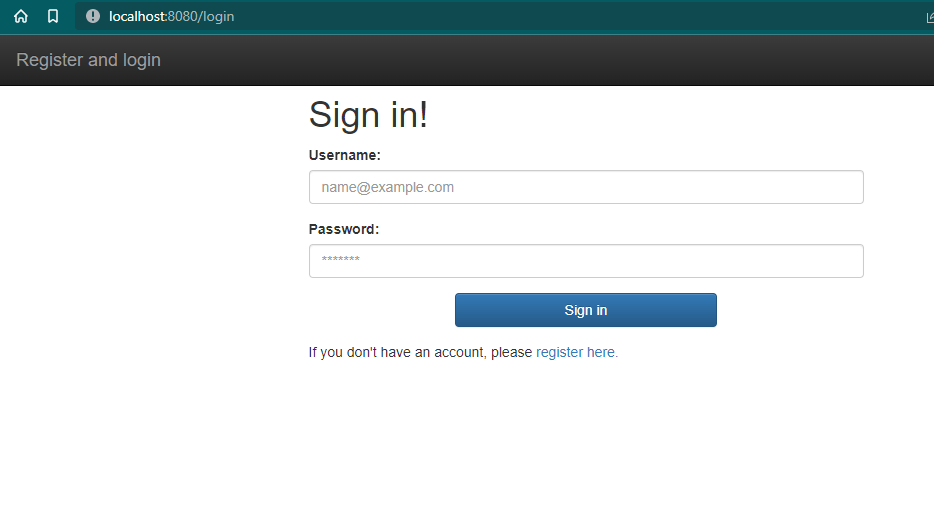 localhost:8080/login
Register and login
Sign in!
Username:
name@example.com
Password:
*******
Sign in
If you don't have an account, please register here.